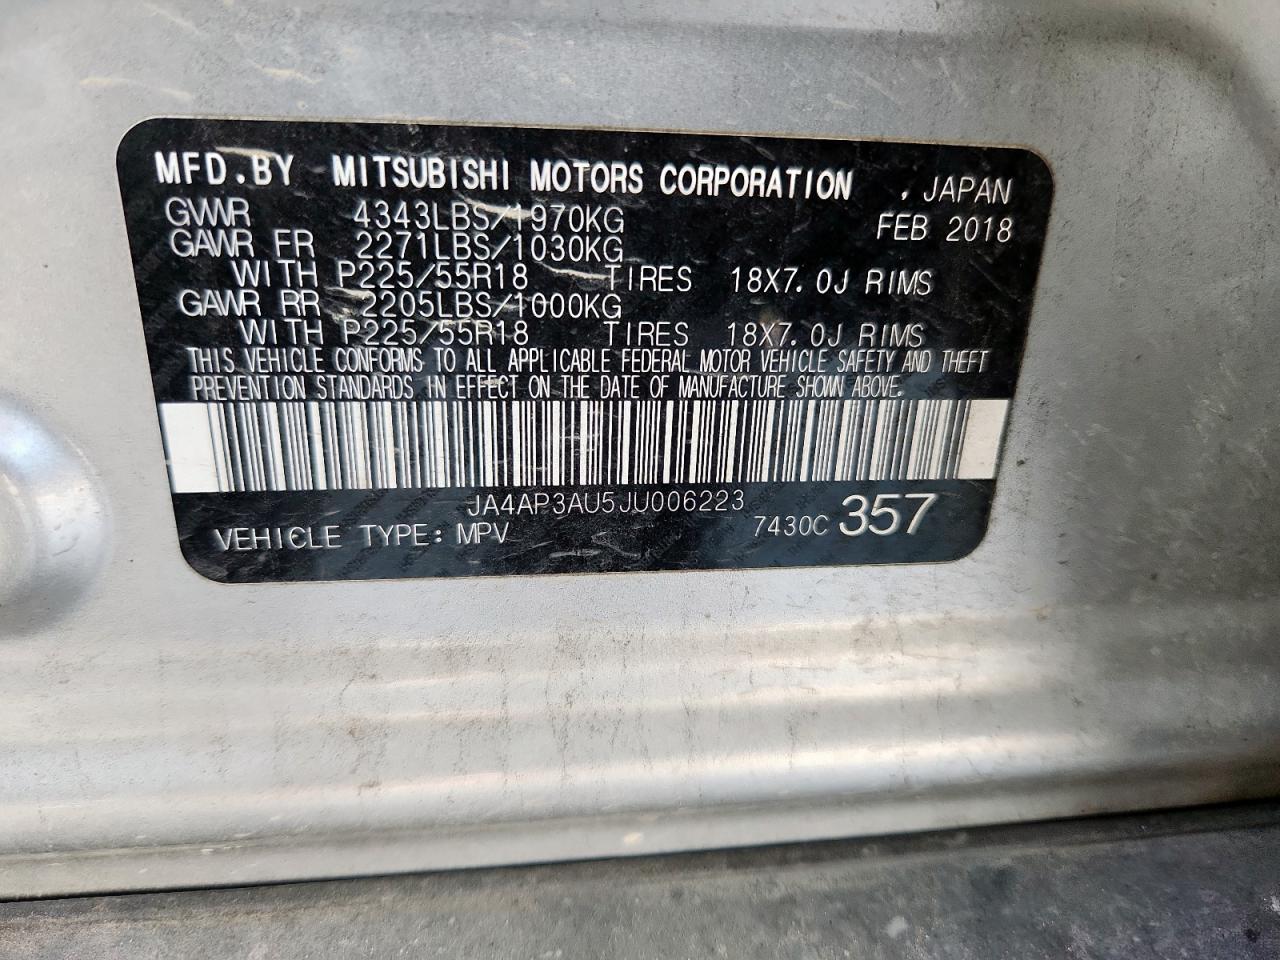 MFD.BY MITSUBISHI MOTORS CORPORATION , JAPAN
GVWR 4343LBS/1970KG FEB 2018
GAWR FR 2271LBS/1030KG
WITH P225/55R18 TIRES 18X7.0J RIMS
GAWR RR 2205LBS/1000KG
WITH P225/55R18 TIRES 18X7.0J RIMS
THIS VEHICLE CONFORMS TO ALL APPLICABLE FEDERAL MOTOR VEHICLE SAFETY AND THEFT
PREVENTION STANDARDS IN EFFECT ON THE DATE OF MANUFACTURE SHOWN ABOVE.
JA4AP3AU5JU006223
VEHICLE TYPE: MPV 7430C 357